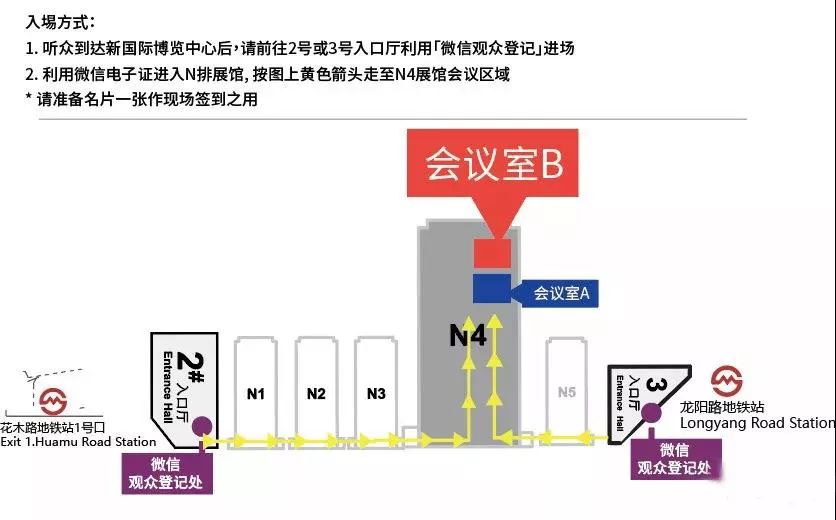 入場方式：
1. 听众到达新国际博览中心后，请前往2号或3号入口厅利用「微信观众登记」进场
2. 利用微信电子证进入N排展馆, 按图上黄色箭头走至N4展馆会议区域
* 请准备名片一张作现场签到之用
会议室B
会议室A
N4
2#
入口厅
Entrance Hall
N1
N2
N3
N5
3
入口厅
Entrance Hall
花木路地铁站1号口
Exit 1.Huamu Road Station
龙阳路地铁站
Longyang Road Station
微信
观众登记处
微信
观众登记处